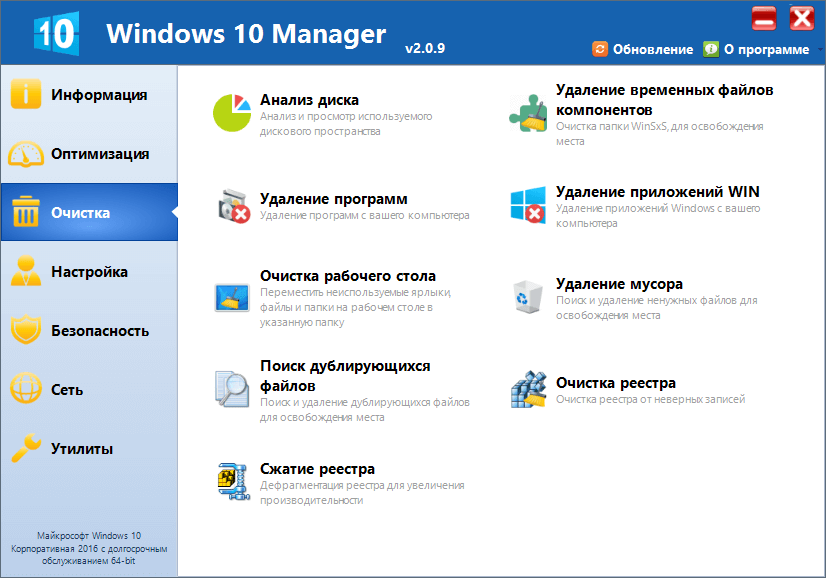 10
Windows 10 Manager
v2.0.9
Обновление
О программе
Информация
Оптимизация
Очистка
Настройка
Безопасность
Сеть
Утилиты
Майкрософт Windows 10
Корпоративная 2016 с долгосрочным
обслуживанием 64-bit
Анализ диска
Анализ и просмотр используемого
дискового пространства
Удаление временных файлов
компонентов
Очистка папки WinSxS, для освобождения
места
Удаление программ
Удаление программ с вашего компьютера
Удаление приложений WIN
Удаление приложений Windows с вашего
компьютера
Очистка рабочего стола
Переместить неиспользуемые ярлыки,
файлы и папки на рабочем столе в
указанную папку
Удаление мусора
Поиск и удаление ненужных файлов для
освобождения места
Поиск дублирующихся
файлов
Поиск и удаление дублирующихся файлов
для освобождения места
Очистка реестра
Очистка реестра от неверных записей
Сжатие реестра
Дефрагментация реестра для увеличения
производительности